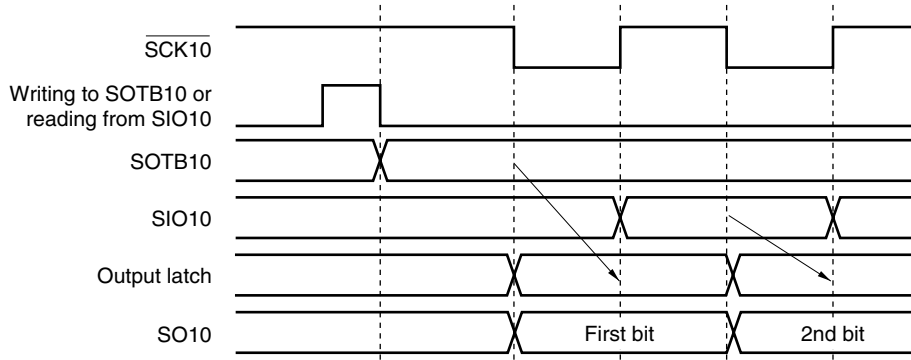 SCK10
Writing to SOTB10 or
reading from SIO10
SOTB10
SIO10
Output latch
SO10
First bit
2nd bit